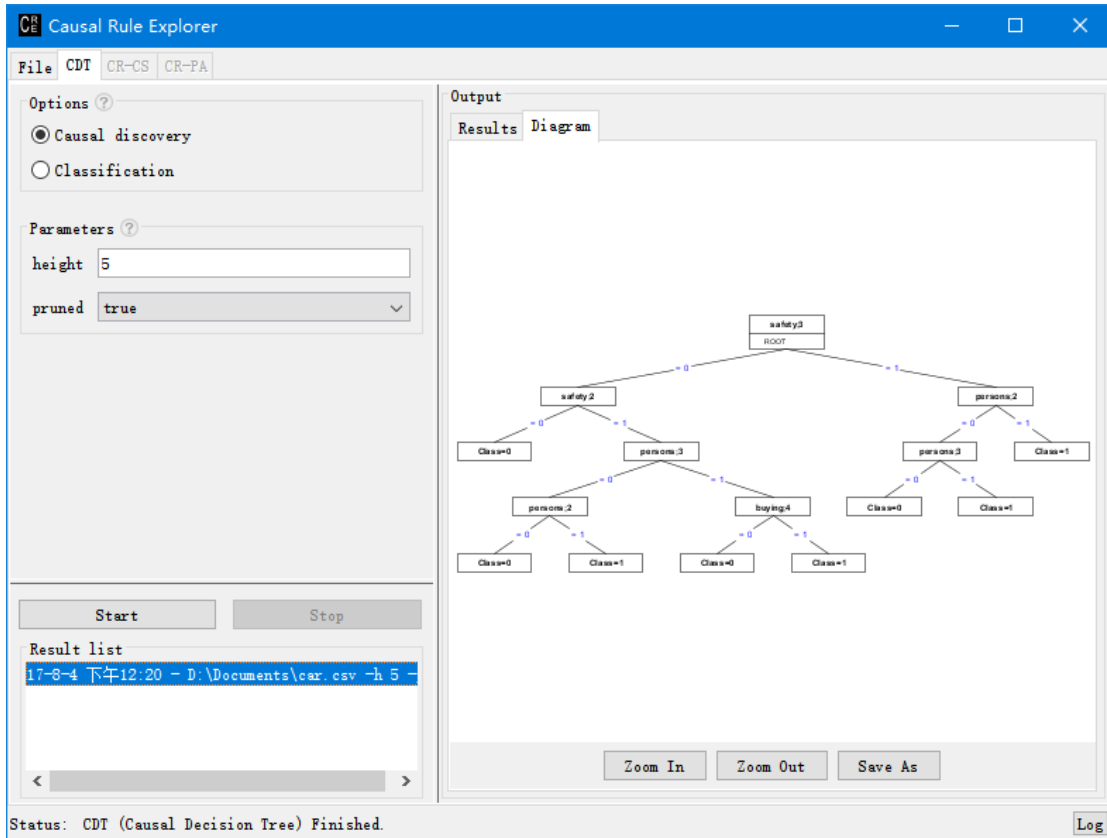 CRE Causal Rule Explorer
File CDT CR-CS CR-PA
Options ?
Causal discovery
Classification
Parameters ?
height 5
pruned true
Start Stop
Result list
17-8-4 下午12:20 - D:\Documents\car.csv -h 5 -
Output
Results Diagram
safety;3
ROOT
= 0 = 1
safety;2 persons;2
= 0 = 1 = 0 = 1
Class=0 persons;3 persons;3 Class=1
= 0 = 1 = 0 = 1
persons;2 buying;4 Class=0 Class=1
= 0 = 1 = 0 = 1
Class=0 Class=1 Class=0 Class=1
Zoom In Zoom Out Save As
Status: CDT (Causal Decision Tree) Finished. Log